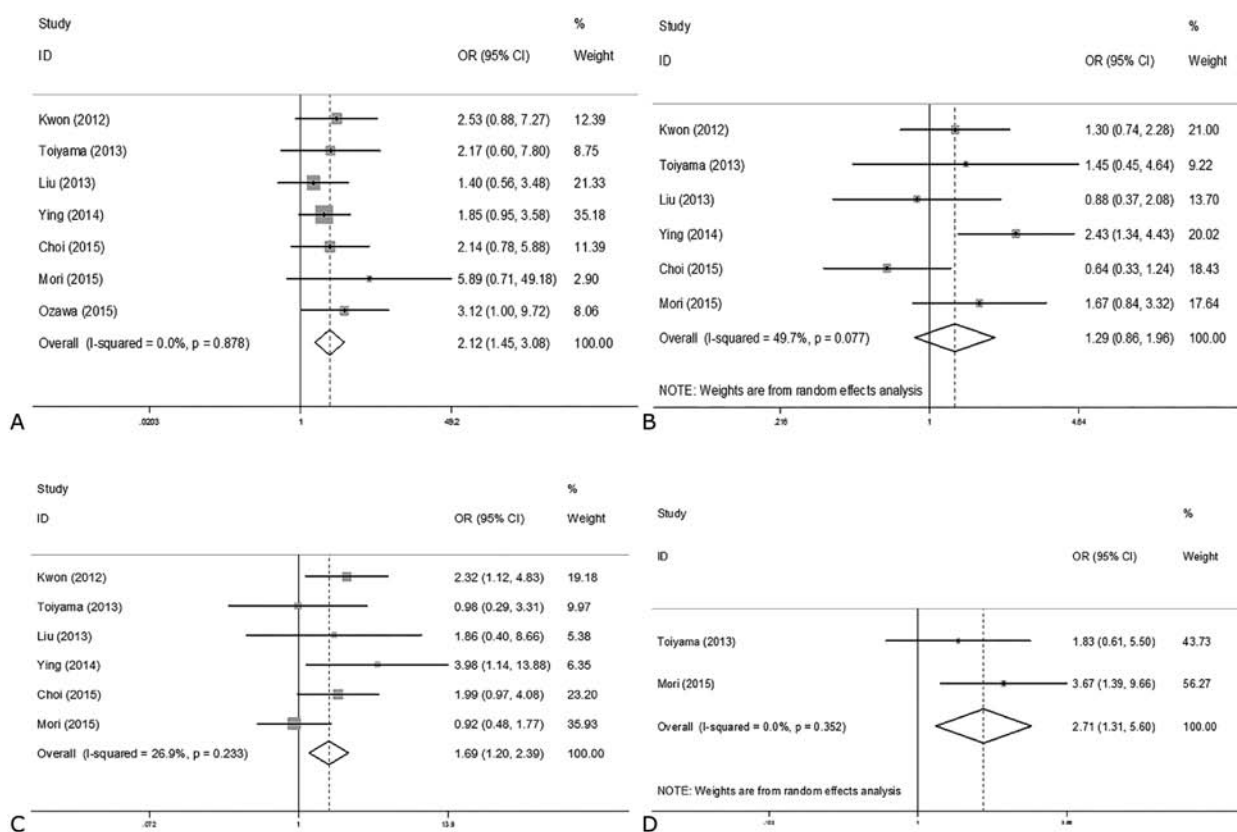 Study %
ID OR (95% CI) Weight
Kwon (2012) 2.53 (0.88, 7.27) 12.39
Toiyama (2013) 2.17 (0.60, 7.80) 8.75
Liu (2013) 1.40 (0.56, 3.48) 21.33
Ying (2014) 1.85 (0.95, 3.58) 35.18
Choi (2015) 2.14 (0.78, 5.88) 11.39
Mori (2015) 5.89 (0.71, 49.18) 2.90
Ozawa (2015) 3.12 (1.00, 9.72) 8.06
Overall (I-squared = 0.0%, p = 0.878) 2.12 (1.45, 3.08) 100.00
.0203 1 49.2
A
Study %
ID OR (95% CI) Weight
Kwon (2012) 1.30 (0.74, 2.28) 21.00
Toiyama (2013) 1.45 (0.45, 4.64) 9.22
Liu (2013) 0.88 (0.37, 2.08) 13.70
Ying (2014) 2.43 (1.34, 4.43) 20.02
Choi (2015) 0.64 (0.33, 1.24) 18.43
Mori (2015) 1.67 (0.84, 3.32) 17.64
Overall (I-squared = 49.7%, p = 0.077) 1.29 (0.86, 1.96) 100.00
NOTE: Weights are from random effects analysis
.216 1 4.64
B
Study %
ID OR (95% CI) Weight
Kwon (2012) 2.32 (1.12, 4.83) 19.18
Toiyama (2013) 0.98 (0.29, 3.31) 9.97
Liu (2013) 1.86 (0.40, 8.66) 5.38
Ying (2014) 3.98 (1.14, 13.88) 6.35
Choi (2015) 1.99 (0.97, 4.08) 23.20
Mori (2015) 0.92 (0.48, 1.77) 35.93
Overall (I-squared = 26.9%, p = 0.233) 1.69 (1.20, 2.39) 100.00
.072 1 13.9
C
Study %
ID OR (95% CI) Weight
Toiyama (2013) 1.83 (0.61, 5.50) 43.73
Mori (2015) 3.67 (1.39, 9.66) 56.27
Overall (I-squared = 0.0%, p = 0.352) 2.71 (1.31, 5.60) 100.00
NOTE: Weights are from random effects analysis
1
D